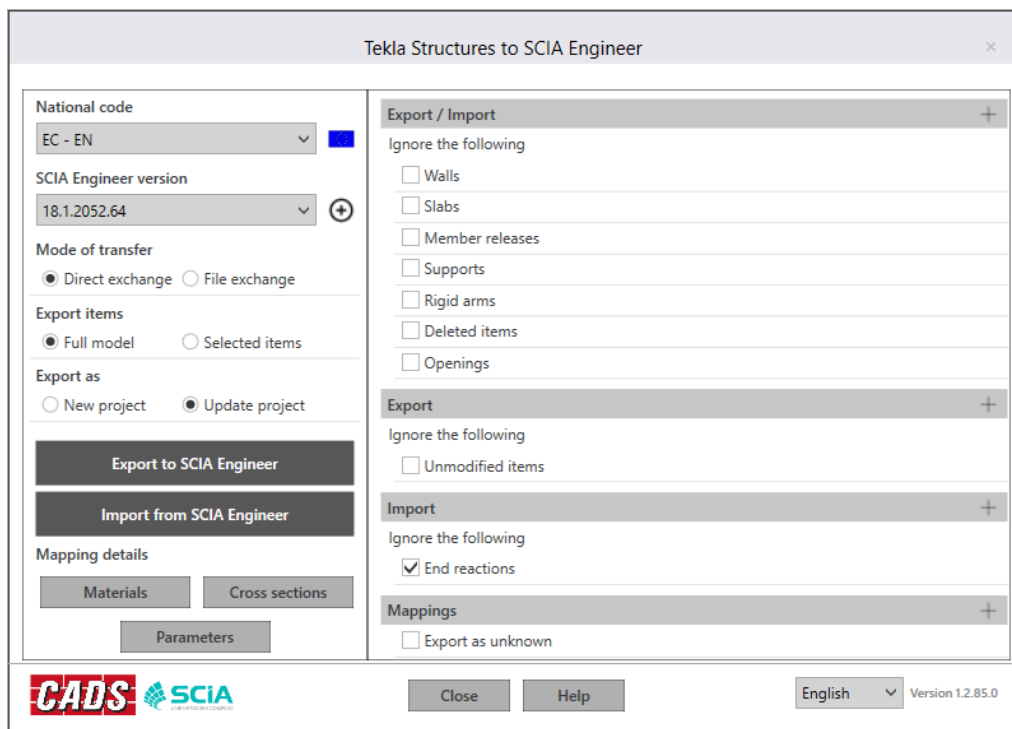 Tekla Structures to SCIA Engineer
National code
EC - EN
SCIA Engineer version
18.1.2052.64
Mode of transfer
Direct exchange File exchange
Export items
Full model Selected items
Export as
New project Update project
Export to SCIA Engineer
Import from SCIA Engineer
Mapping details
Materials Cross sections
Parameters
Export / Import
Ignore the following
Walls
Slabs
Member releases
Supports
Rigid arms
Deleted items
Openings
Export
Ignore the following
Unmodified items
Import
Ignore the following
End reactions
Mappings
Export as unknown
CADS SCiA
Close Help
English Version 1.2.85.0